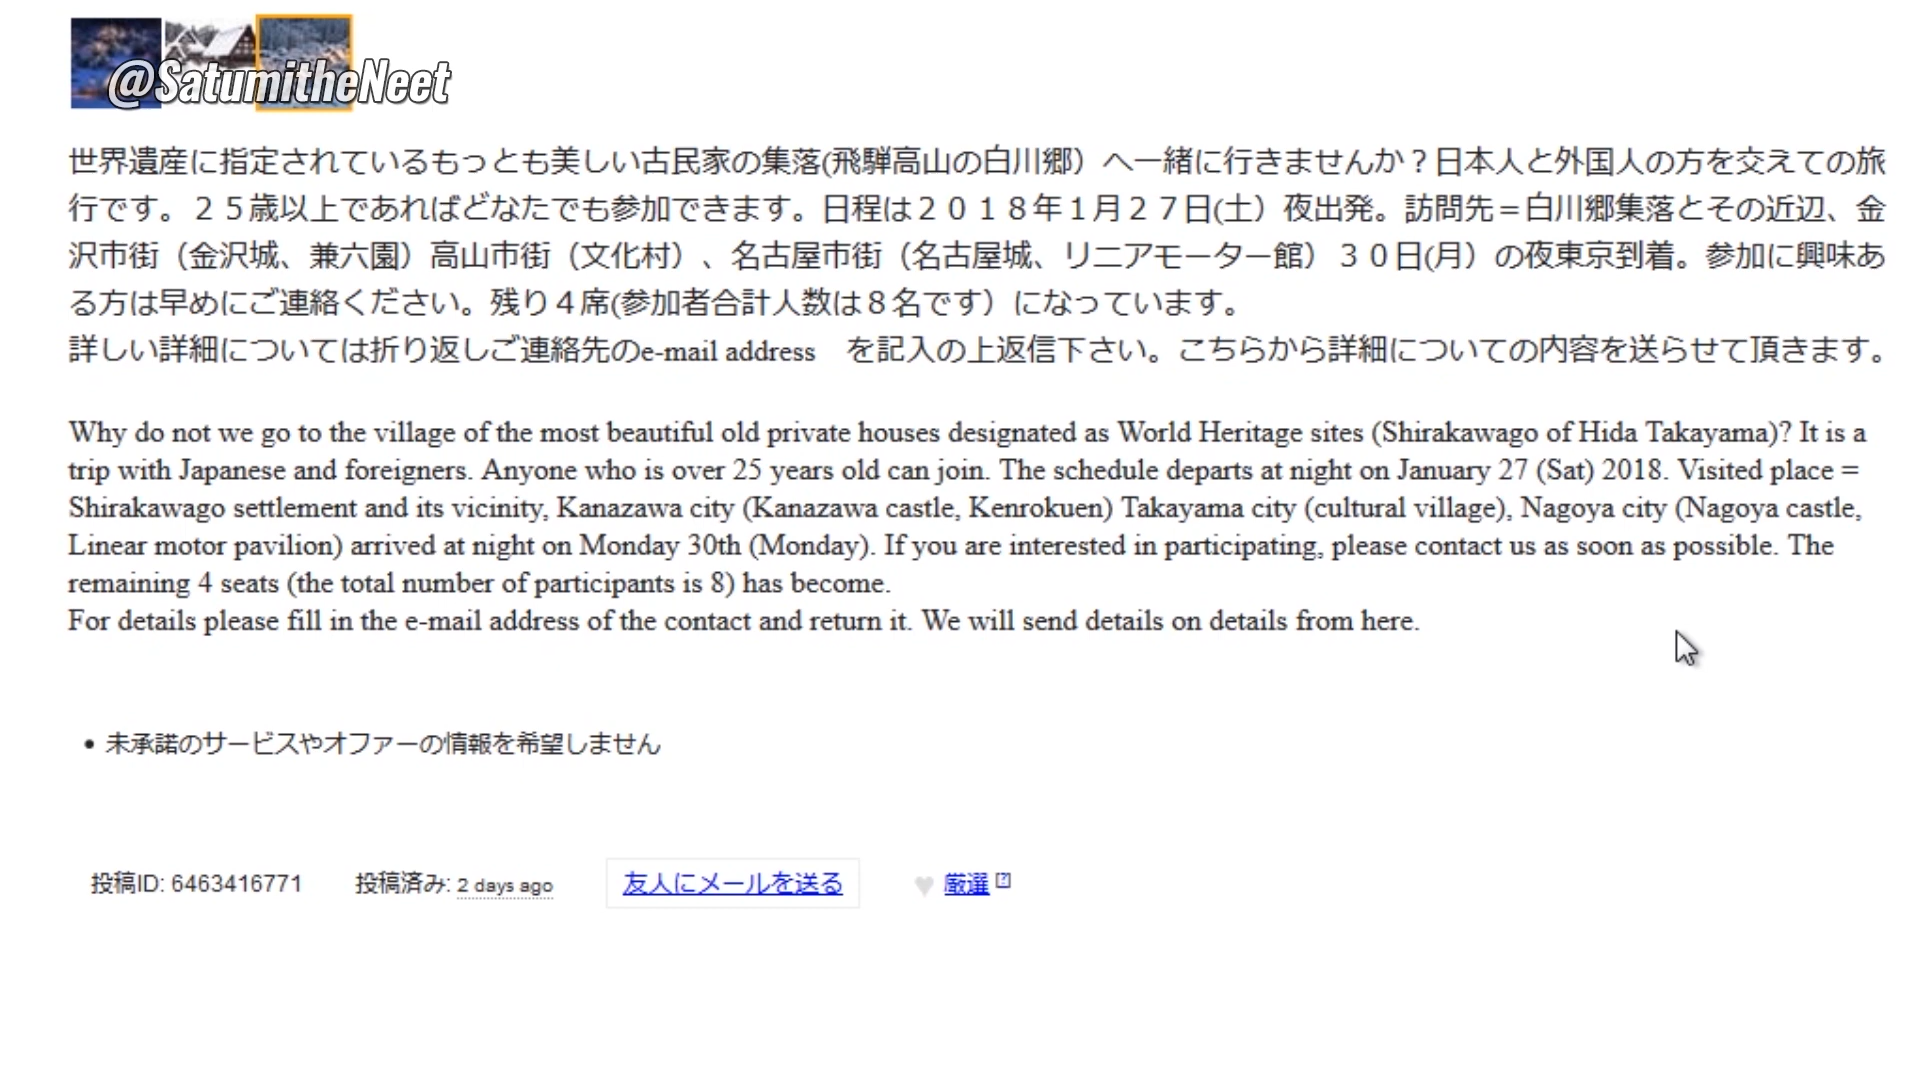 @SatumitheNeet
世界遺産に指定されているもっとも美しい古民家の集落(飛騨高山の白川郷）へ一緒に行きませんか？日本人と外国人の方を交えての旅
行です。２５歳以上であればどなたでも参加できます。日程は２０１８年１月２７日(土）夜出発。訪問先＝白川郷集落とその近辺、金
沢市街（金沢城、兼六園）高山市街（文化村）、名古屋市街（名古屋城、リニアモーター館）３０日(月）の夜東京到着。参加に興味あ
る方は早めにご連絡ください。残り４席(参加者合計人数は８名です）になっています。
詳しい詳細については折り返しご連絡先のe-mail address　を記入の上返信下さい。こちらから詳細についての内容を送らせて頂きます。
Why do not we go to the village of the most beautiful old private houses designated as World Heritage sites (Shirakawago of Hida Takayama)? It is a
trip with Japanese and foreigners. Anyone who is over 25 years old can join. The schedule departs at night on January 27 (Sat) 2018. Visited place =
Shirakawago settlement and its vicinity, Kanazawa city (Kanazawa castle, Kenrokuen) Takayama city (cultural village), Nagoya city (Nagoya castle,
Linear motor pavilion) arrived at night on Monday 30th (Monday). If you are interested in participating, please contact us as soon as possible. The
remaining 4 seats (the total number of participants is 8) has become.
For details please fill in the e-mail address of the contact and return it. We will send details on details from here.
• 未承諾のサービスやオファーの情報を希望しません
投稿ID: 6463416771 投稿済み: 2 days ago 友人にメールを送る ♥ 厳選 [?]